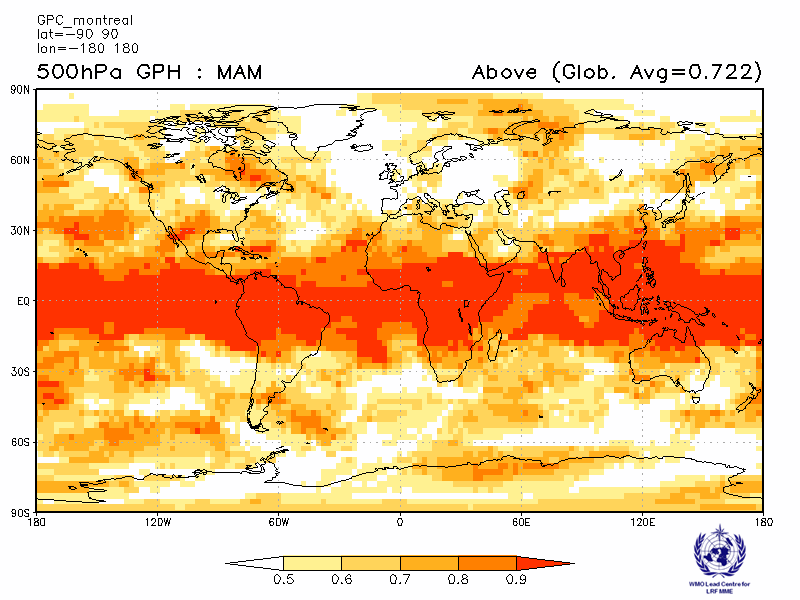 GPC_montreal
lat=-90 90
lon=-180 180
500hPa GPH : MAM
Above (Glob. Avg=0.722)
90N
60N
30N
EQ
30S
60S
90S
180 120W 60W 0 60E 120E 180
0.5 0.6 0.7 0.8 0.9
WMO Lead Centre for
LRF MME